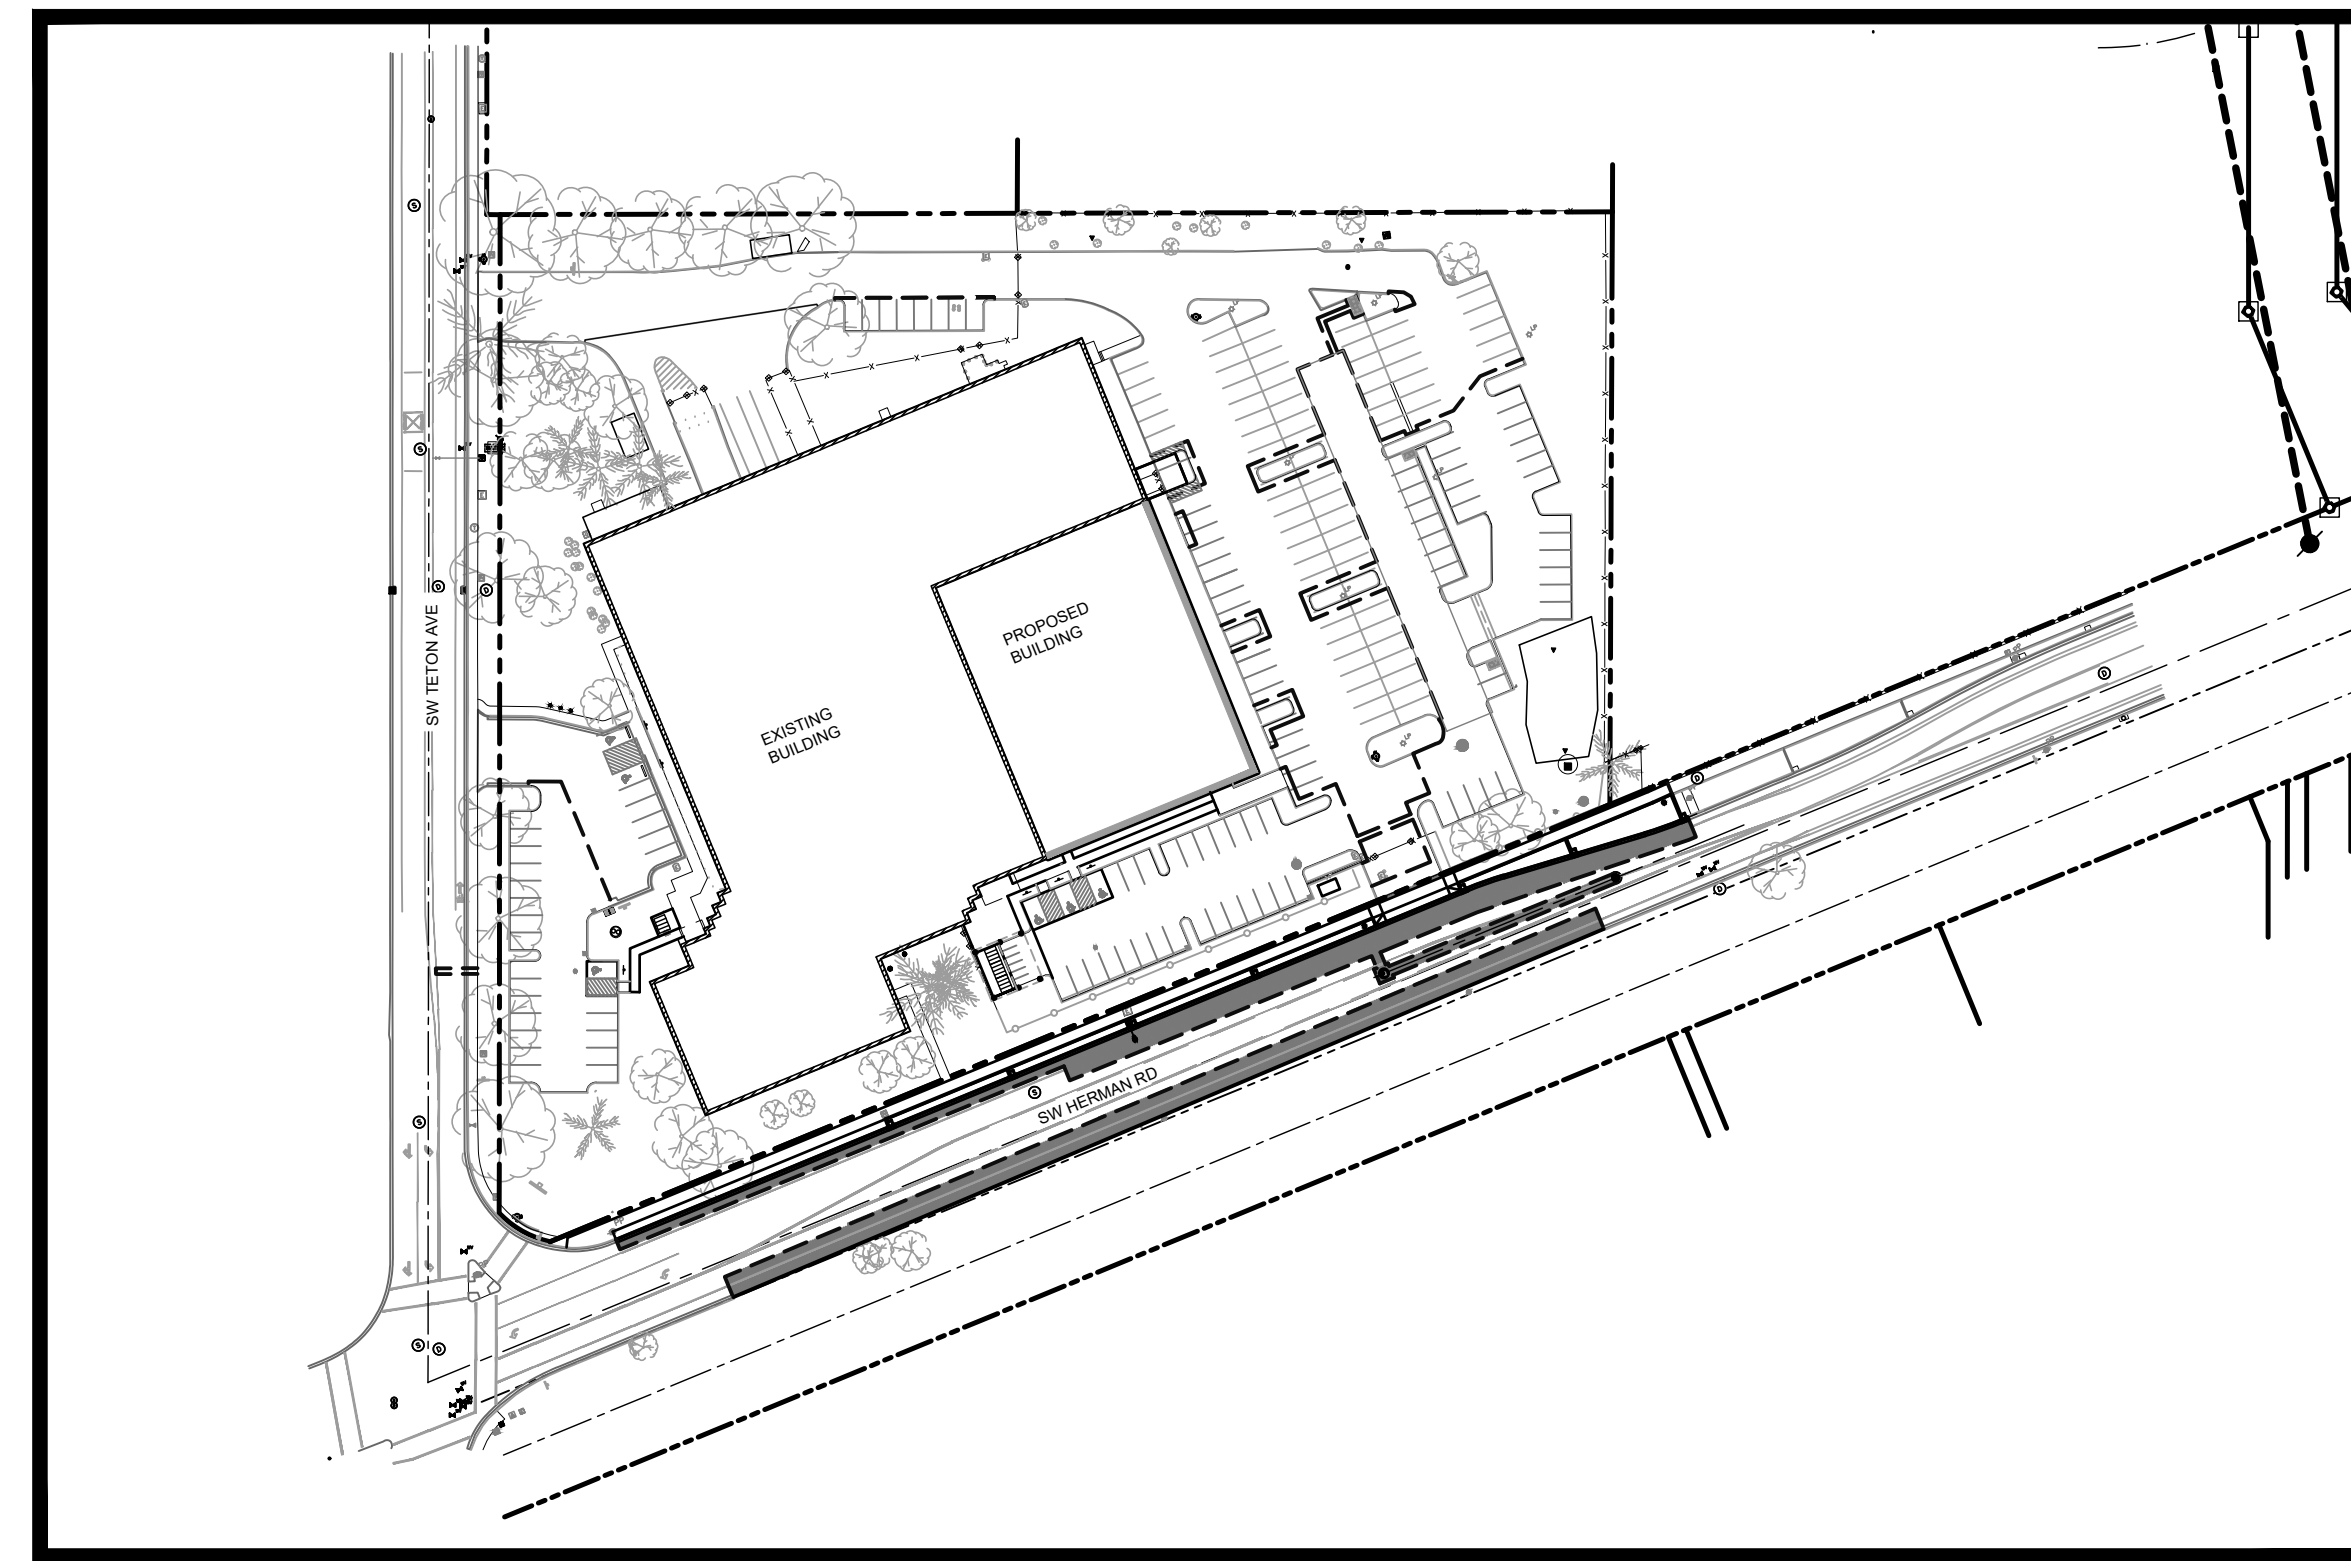 PROPOSED
BUILDING
EXISTING
BUILDING
SW TETON AVE
SW HERMAN RD